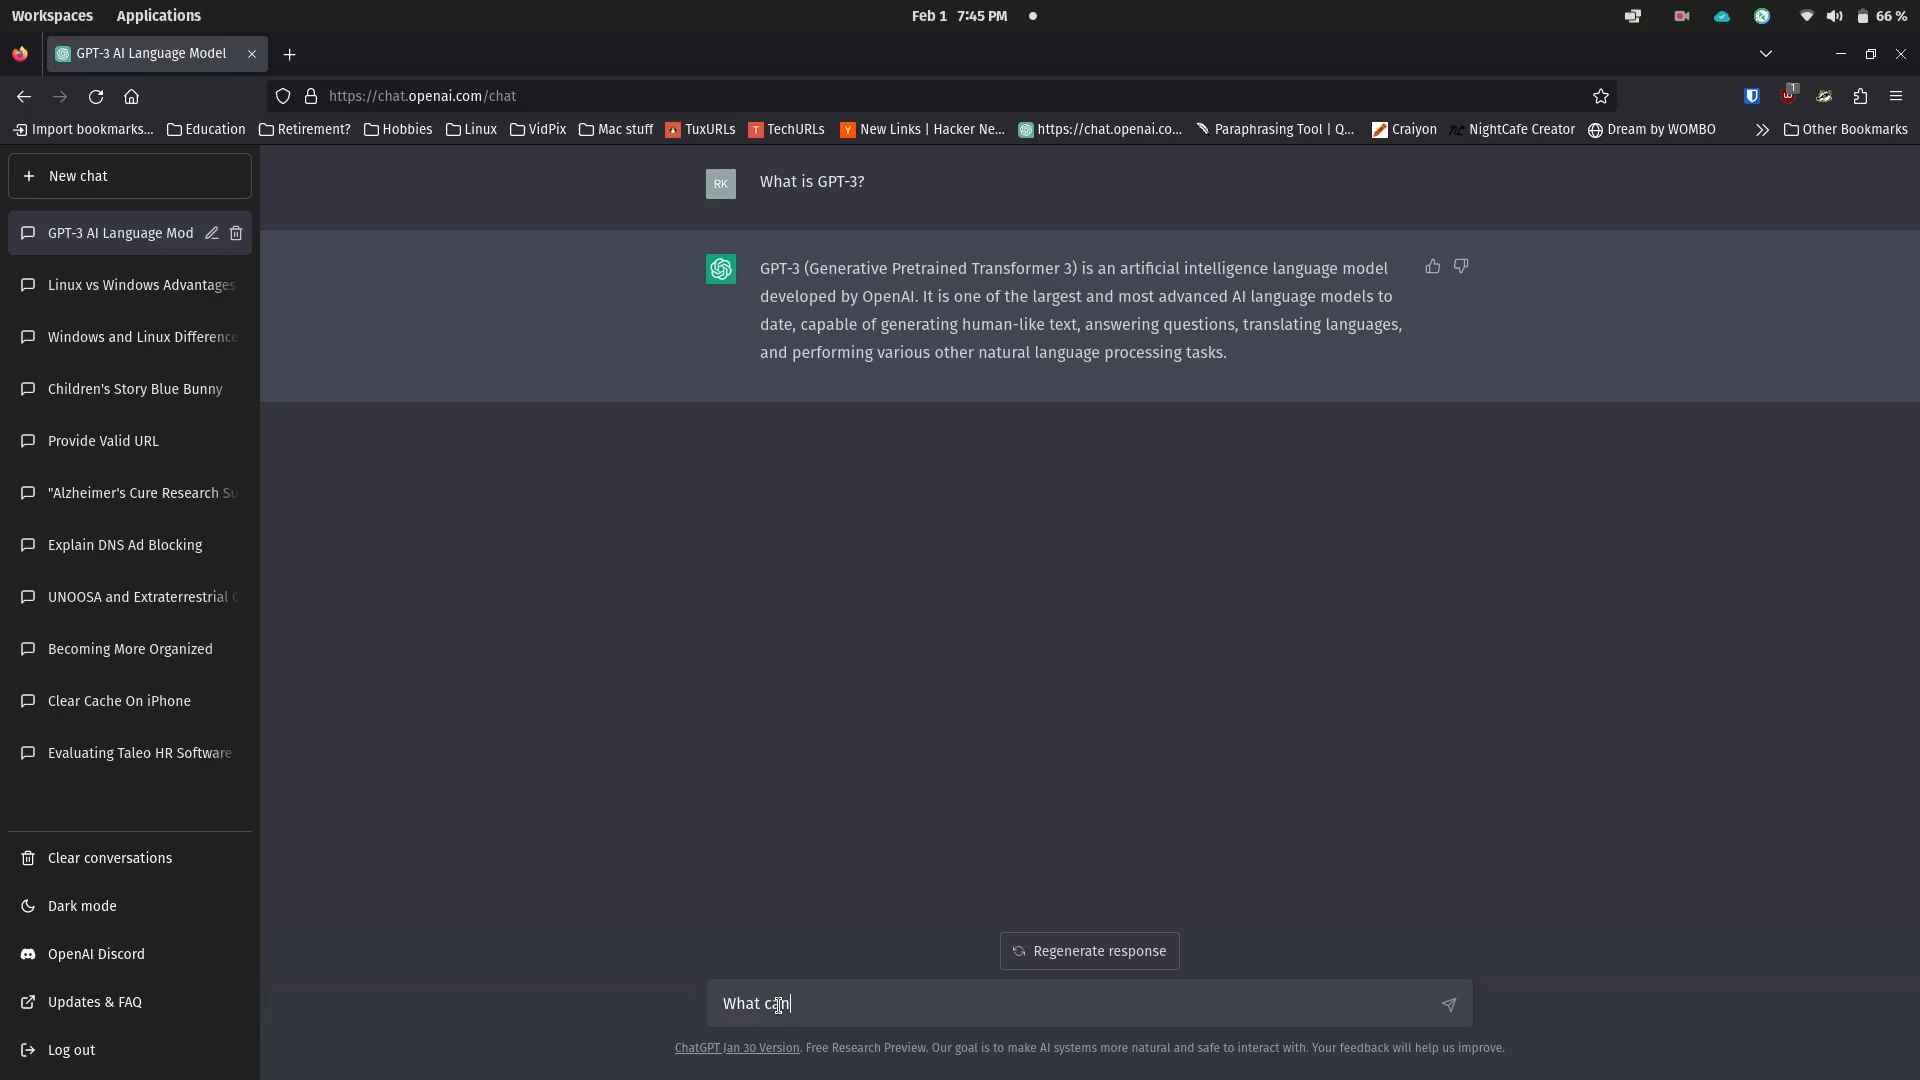 Workspaces Applications Feb 1 7:45 PM 66 %
GPT-3 AI Language Model
https://chat.openai.com/chat
1
Import bookmarks... Education Retirement? Hobbies Linux VidPix Mac stuff TuxURLs TechURLs New Links | Hacker Ne... https://chat.openai.co... Paraphrasing Tool | Q... Craiyon NightCafe Creator Dream by WOMBO Other Bookmarks
New chat
GPT-3 AI Language Mod
Linux vs Windows Advantages
Windows and Linux Difference
Children's Story Blue Bunny
Provide Valid URL
"Alzheimer's Cure Research Su
Explain DNS Ad Blocking
UNOOSA and Extraterrestrial C
Becoming More Organized
Clear Cache On iPhone
Evaluating Taleo HR Software
Clear conversations
Dark mode
OpenAI Discord
Updates & FAQ
Log out
RK What is GPT-3?
GPT-3 (Generative Pretrained Transformer 3) is an artificial intelligence language model
developed by OpenAI. It is one of the largest and most advanced AI language models to
date, capable of generating human-like text, answering questions, translating languages,
and performing various other natural language processing tasks.
Regenerate response
What can
ChatGPT Jan 30 Version. Free Research Preview. Our goal is to make AI systems more natural and safe to interact with. Your feedback will help us improve.